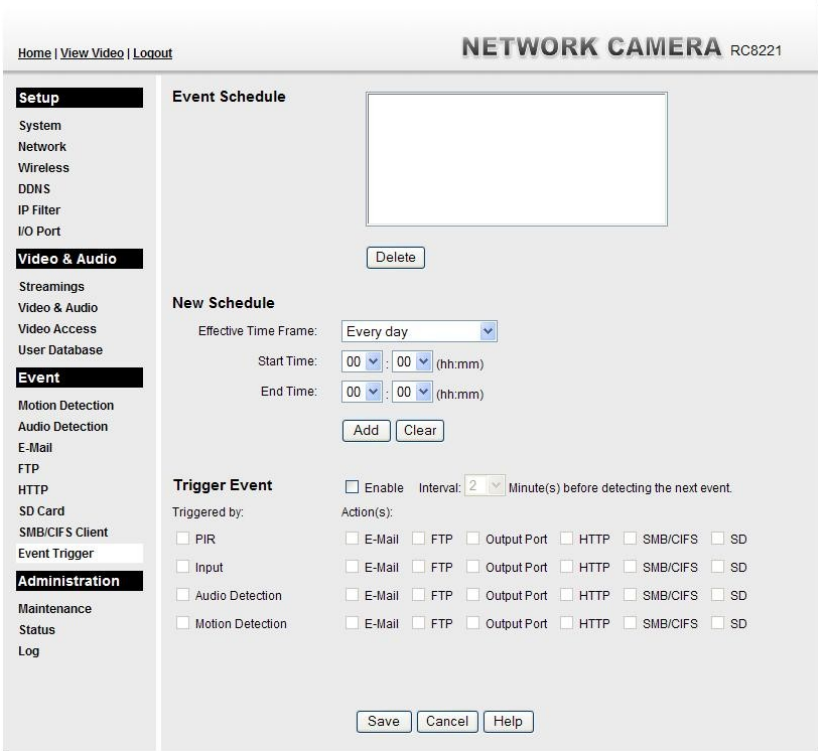 Home | View Video | Logout
NETWORK CAMERA RC8221
Setup
System
Network
Wireless
DDNS
IP Filter
I/O Port
Video & Audio
Streamings
Video & Audio
Video Access
User Database
Event
Motion Detection
Audio Detection
E-Mail
FTP
HTTP
SD Card
SMB/CIFS Client
Event Trigger
Administration
Maintenance
Status
Log
Event Schedule
Delete
New Schedule
Effective Time Frame: Every day
Start Time: 00 : 00 (hh:mm)
End Time: 00 : 00 (hh:mm)
Add Clear
Trigger Event Enable Interval: 2 Minute(s) before detecting the next event.
Triggered by: Action(s):
PIR E-Mail FTP Output Port HTTP SMB/CIFS SD
Input E-Mail FTP Output Port HTTP SMB/CIFS SD
Audio Detection E-Mail FTP Output Port HTTP SMB/CIFS SD
Motion Detection E-Mail FTP Output Port HTTP SMB/CIFS SD
Save Cancel Help